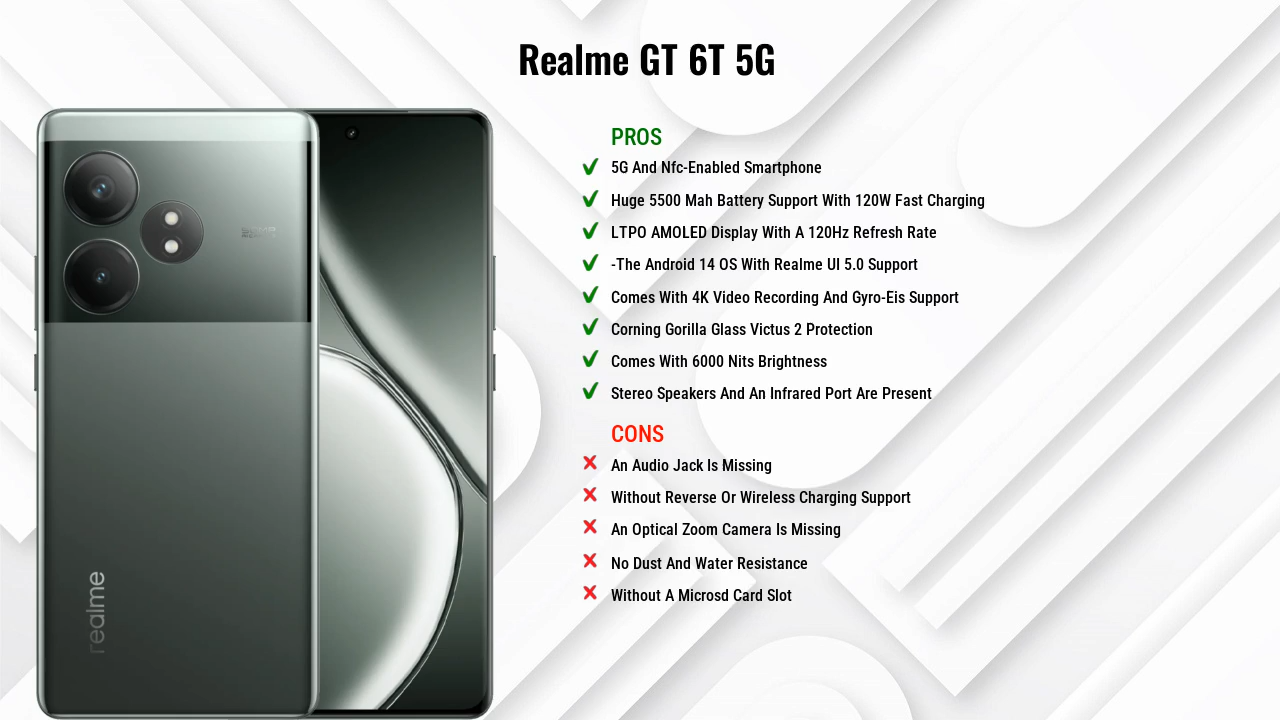 Realme GT 6T 5G
PROS
5G And Nfc-Enabled Smartphone
Huge 5500 Mah Battery Support With 120W Fast Charging
LTPO AMOLED Display With A 120Hz Refresh Rate
-The Android 14 OS With Realme UI 5.0 Support
Comes With 4K Video Recording And Gyro-Eis Support
Corning Gorilla Glass Victus 2 Protection
Comes With 6000 Nits Brightness
Stereo Speakers And An Infrared Port Are Present
CONS
An Audio Jack Is Missing
Without Reverse Or Wireless Charging Support
An Optical Zoom Camera Is Missing
No Dust And Water Resistance
Without A Microsd Card Slot
realme